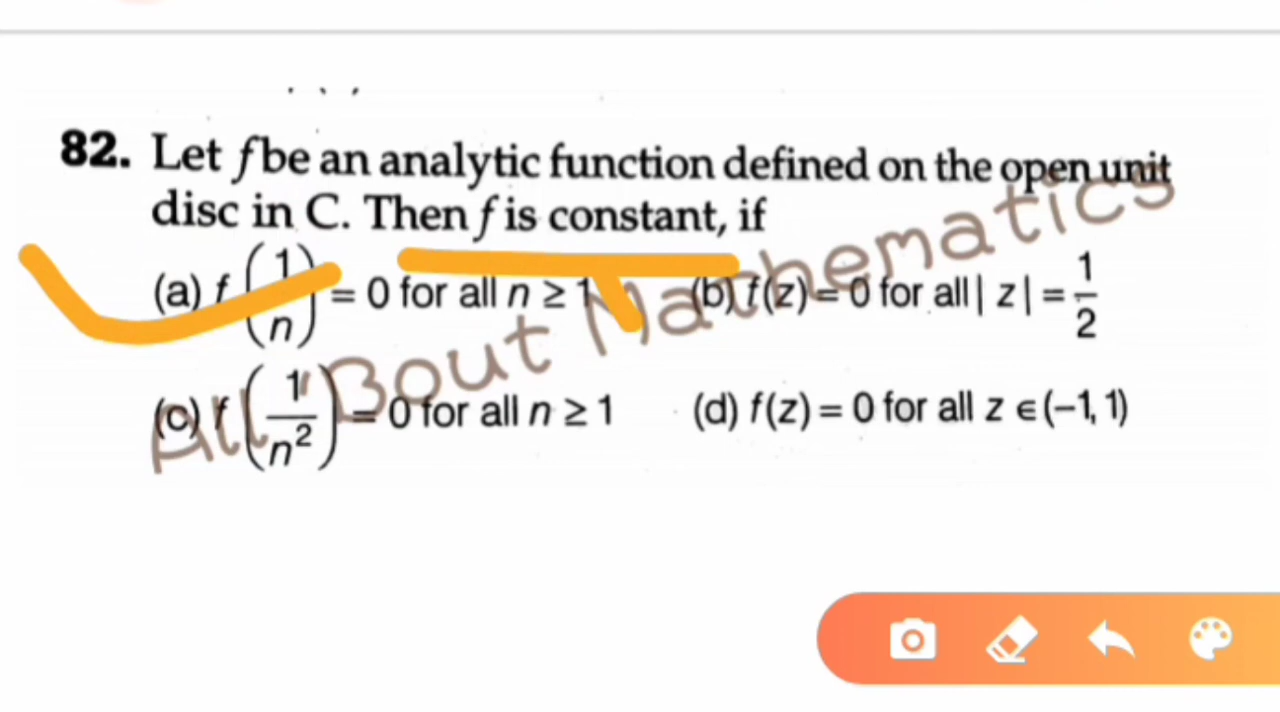 82. Let f be an analytic function defined on the open unit
disc in C. Then f is constant, if
(a) f(1/n) = 0 for all n ≥ 1 (b) f(z) = 0 for all | z | = 1/2
(c) f(1/n²) = 0 for all n ≥ 1 (d) f(z) = 0 for all z ∈ (–1, 1)
All Bout Mathematics